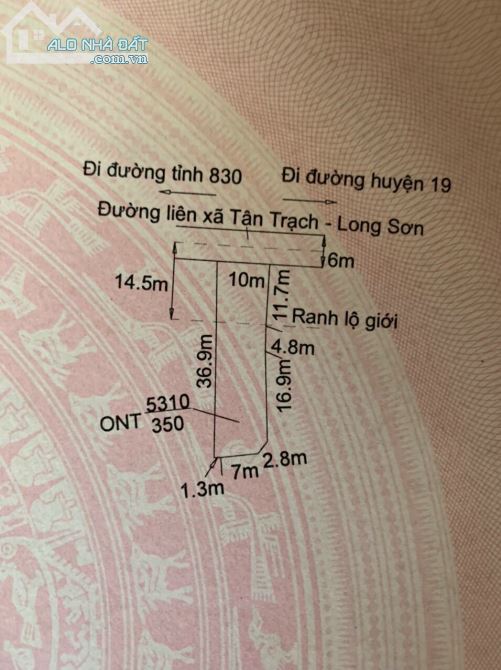 ALO NHÀ ĐẤT
.com.vn
Đi đường tỉnh 830
Đi đường huyện 19
Đường liên xã Tân Trạch - Long Sơn
6m
14.5m
10m
11.7m
Ranh lộ giới
4.8m
36.9m
16.9m
ONT 5310
350
2.8m
7m
1.3m